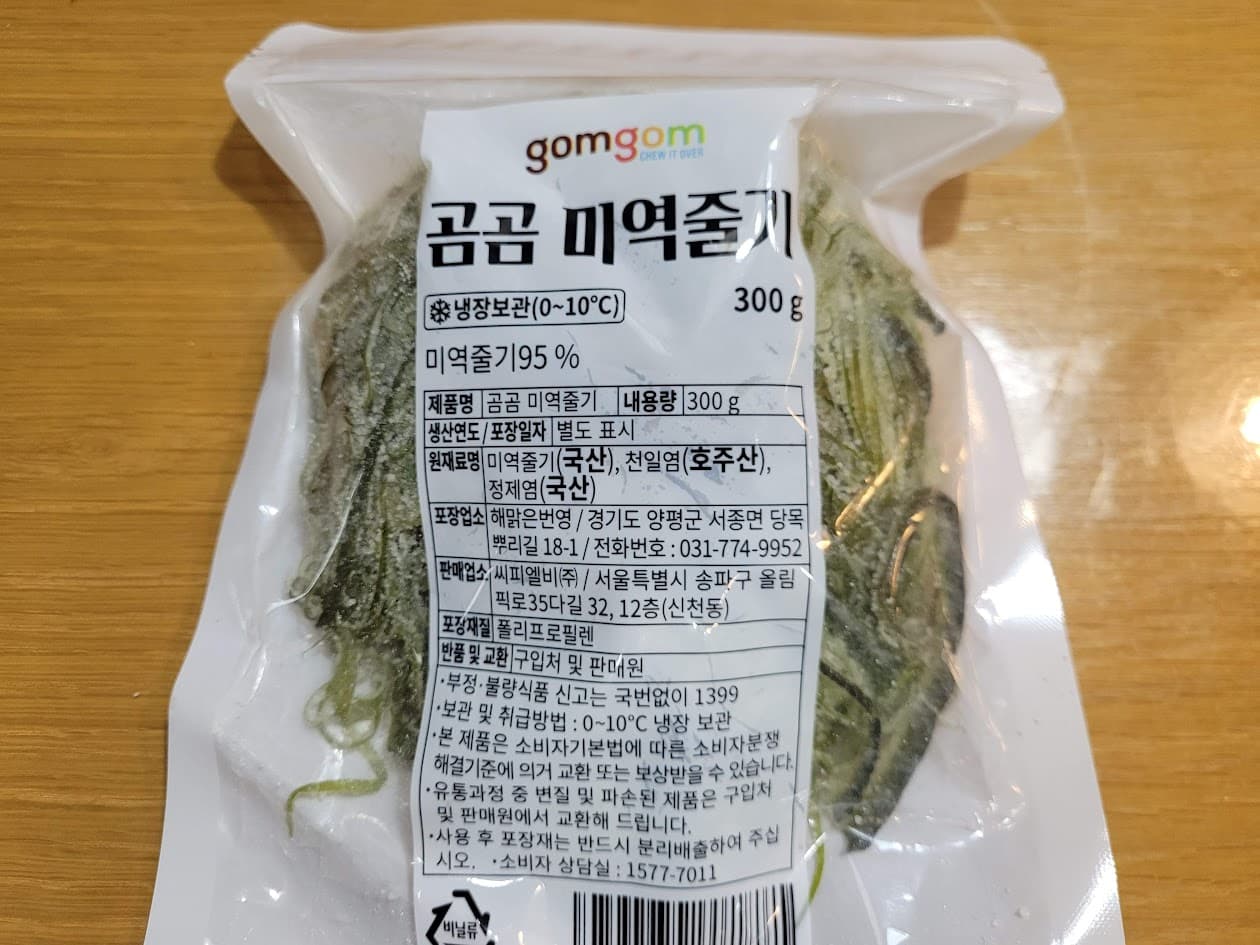 gomgom
CHEW IT OVER
곰곰 미역줄기
냉장보관(0~10℃)
300 g
미역줄기95 %
제품명 곰곰 미역줄기 내용량 300 g
생산연도/포장일자 별도 표시
원재료명 미역줄기(국산), 천일염(호주산),
정제염(국산)
포장업소 해맑은번영 / 경기도 양평군 서종면 당목
뿌리길 18-1 / 전화번호 : 031-774-9952
판매업소 씨피엘비㈜ / 서울특별시 송파구 올림
픽로35다길 32, 12층(신천동)
포장재질 폴리프로필렌
반품 및 교환 구입처 및 판매원
·부정·불량식품 신고는 국번없이 1399
·보관 및 취급방법 : 0~10℃ 냉장 보관
·본 제품은 소비자기본법에 따른 소비자분쟁
해결기준에 의거 교환 또는 보상받을 수 있습니다.
·유통과정 중 변질 및 파손된 제품은 구입처
및 판매원에서 교환해 드립니다.
·사용 후 포장재는 반드시 분리배출하여 주십
시오. ·소비자 상담실 : 1577-7011
비닐류